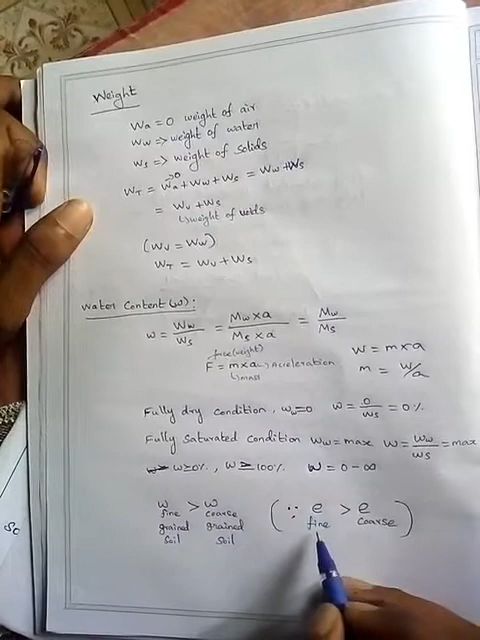 Weight
Wa = 0 weight of air
Ww => weight of water
Ws => weight of solids
WT = Wa→0 + Ww + Ws = Ww + Ws
= Wv + Ws
↳ weight of voids
(Wv = Ww)
WT = Wv + Ws
Water Content (w):
w = Ww/Ws = Mw x a/Ms x a = Mw/Ms
force (weight)
F = m x a → Acceleration
↳ mass
W = m x a
m = W/a
Fully dry condition, Ww = 0 W = 0/Ws = 0 %
Fully saturated condition Ww = max W = Ww/Ws = max
W ≥ 0%, W ≥ 100% W = 0 - ∞
w > w (∵ e > e)
fine coarse fine coarse
grained grained
soil soil
Sc